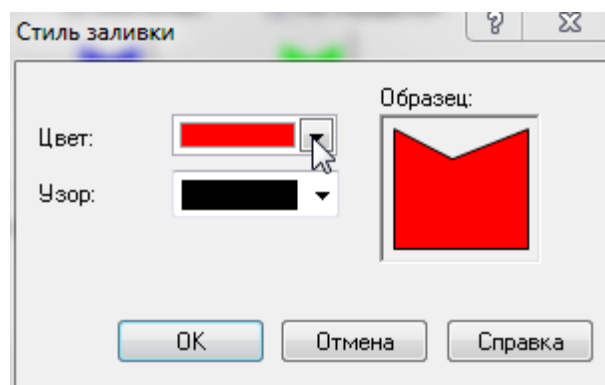 Стиль заливки
Образец:
Цвет:
Узор:
OK
Отмена
Справка